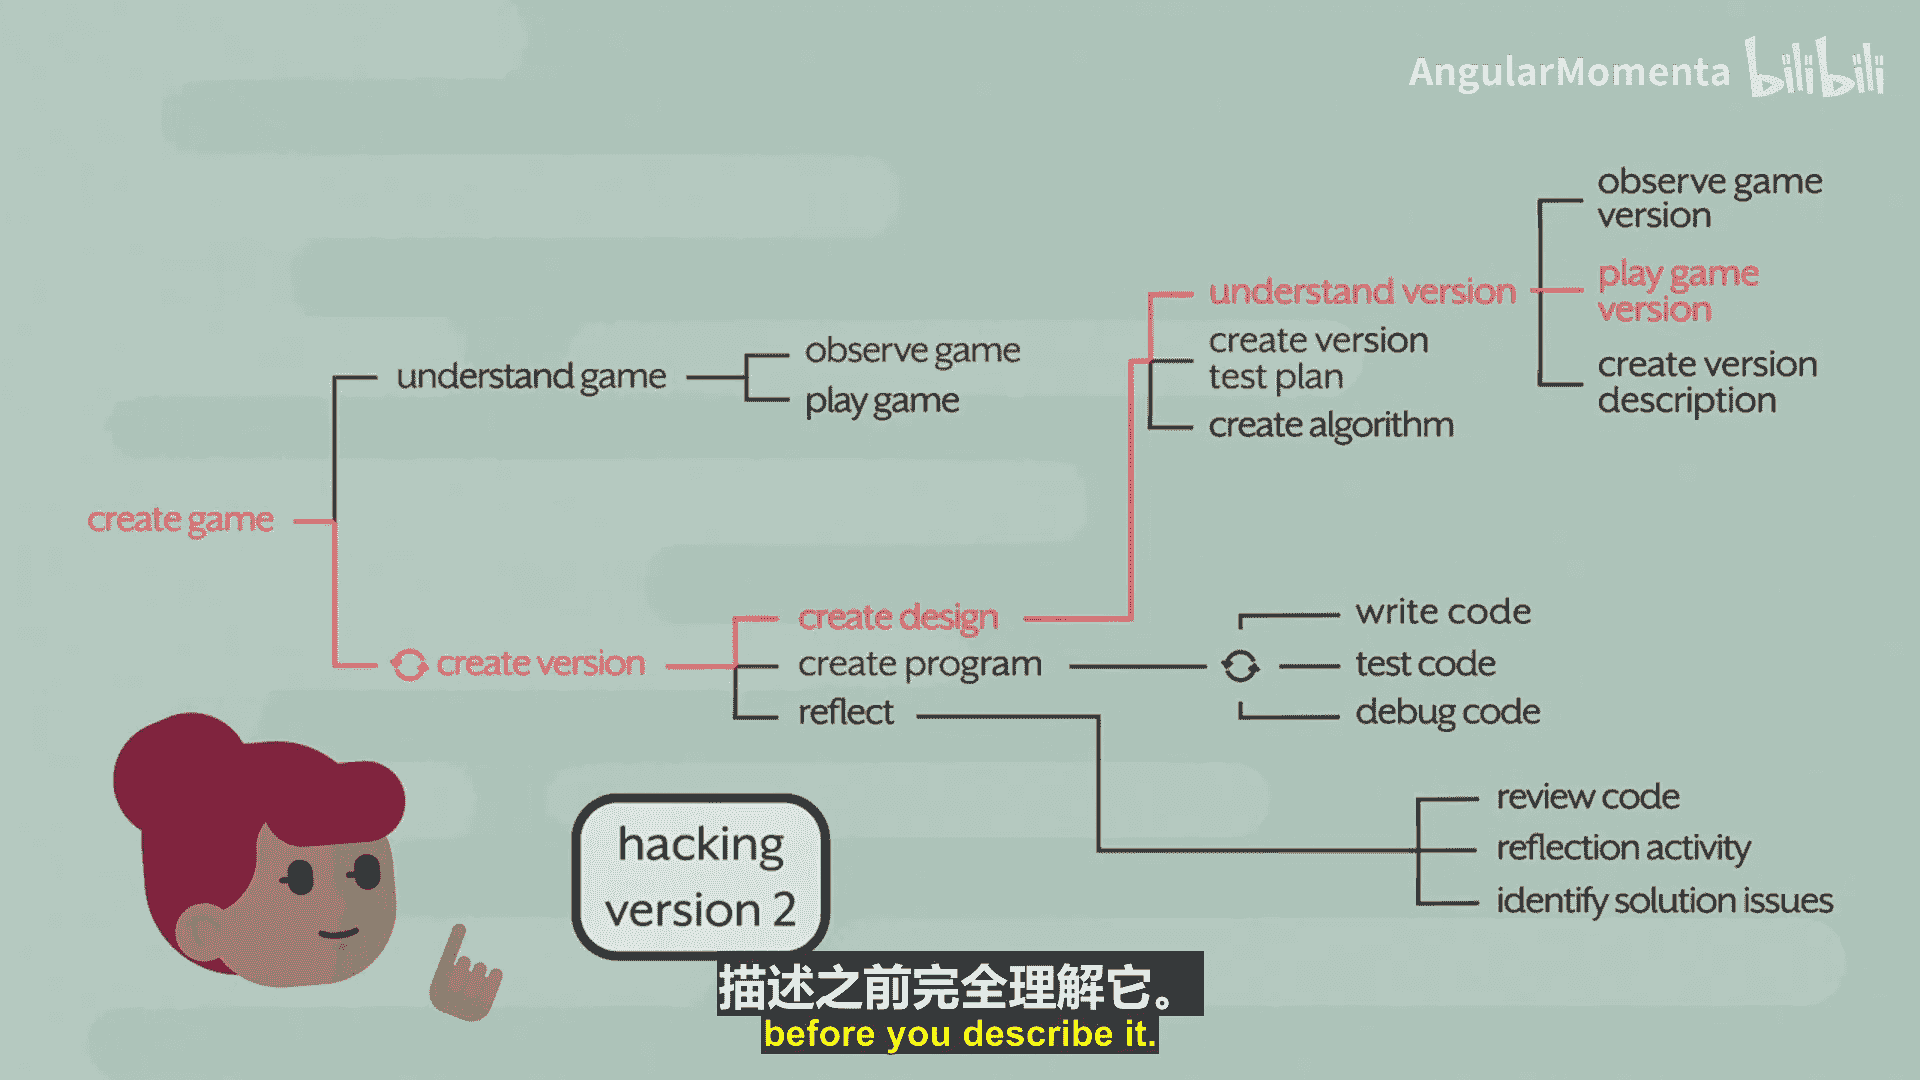 AngularMomenta bilibili
create game
understand game
observe game
play game
create version
create design
create program
reflect
understand version
create version
test plan
create algorithm
observe game
version
play game
version
create version
description
write code
test code
debug code
review code
reflection activity
identify solution issues
hacking
version 2
描述之前完全理解它。
before you describe it.